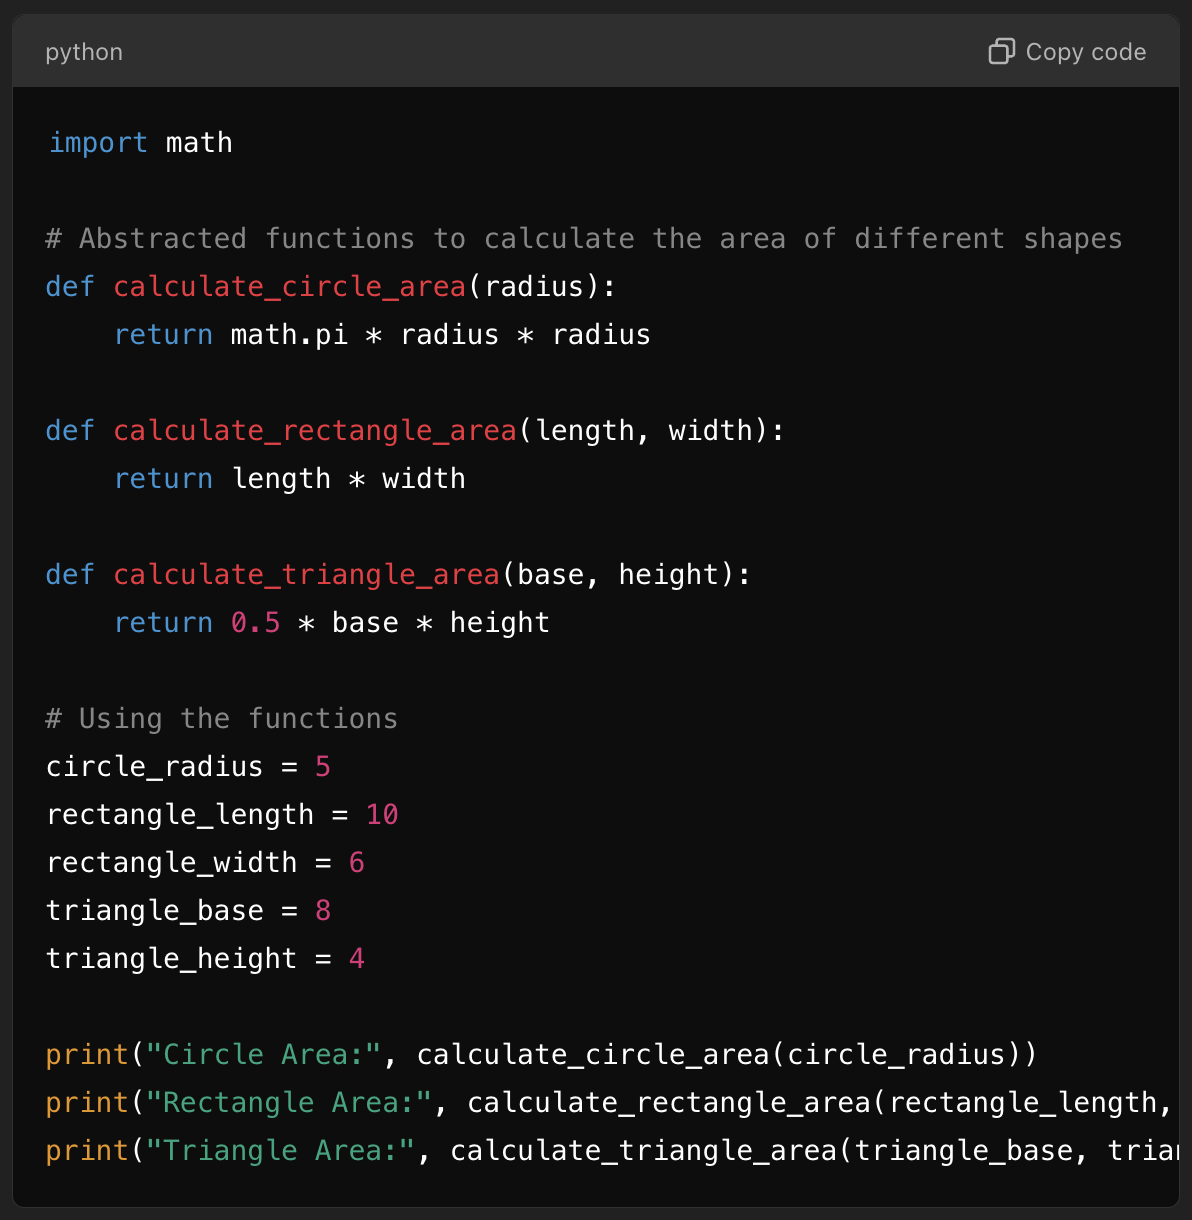 python
Copy code
import math
# Abstracted functions to calculate the area of different shapes
def calculate_circle_area(radius):
    return math.pi * radius * radius
def calculate_rectangle_area(length, width):
    return length * width
def calculate_triangle_area(base, height):
    return 0.5 * base * height
# Using the functions
circle_radius = 5
rectangle_length = 10
rectangle_width = 6
triangle_base = 8
triangle_height = 4
print("Circle Area:", calculate_circle_area(circle_radius))
print("Rectangle Area:", calculate_rectangle_area(rectangle_length,
print("Triangle Area:", calculate_triangle_area(triangle_base,